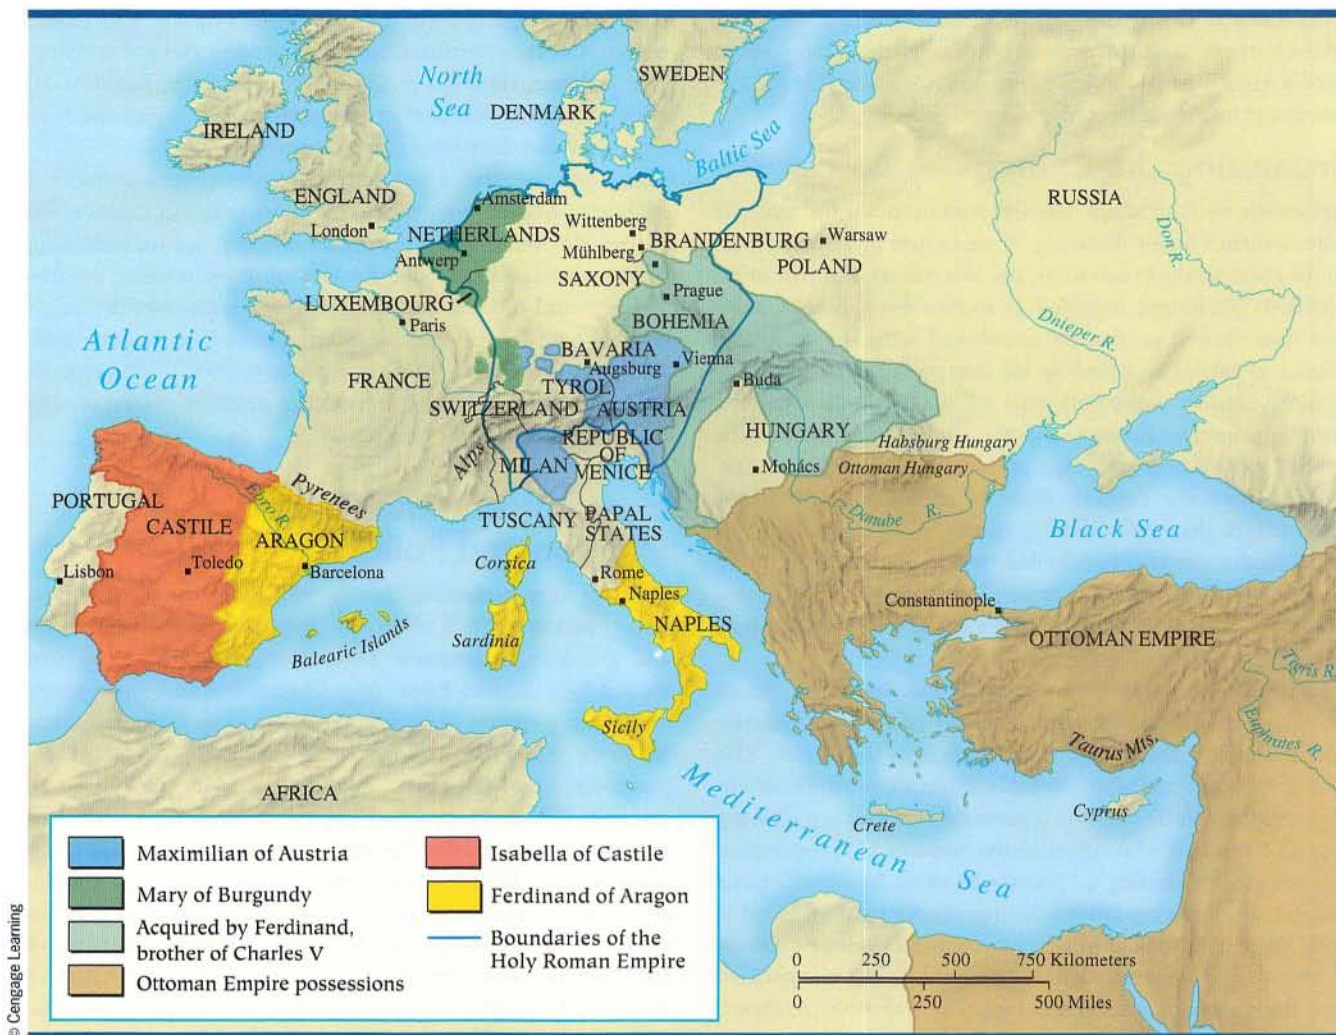 North
Sea
SWEDEN
DENMARK
IRELAND
Baltic Sea
RUSSIA
ENGLAND
London
Amsterdam
NETHERLANDS
Wittenberg
Mühlberg
BRANDENBURG
Warsaw
POLAND
Don R.
Antwerp
SAXONY
LUXEMBOURG
Paris
Prague
BOHEMIA
Dnieper R.
Atlantic
Ocean
FRANCE
BAVARIA
Augsburg
Vienna
TYROL
Buda
SWITZERLAND
AUSTRIA
HUNGARY
Habsburg Hungary
Ottoman Hungary
REPUBLIC
OF
VENICE
Alps
MILAN
Mohács
PORTUGAL
Pyrenees
Ebro R.
CASTILE
ARAGON
TUSCANY
PAPAL
STATES
Danube R.
Black Sea
Lisbon
Toledo
Barcelona
Corsica
Rome
Naples
NAPLES
Constantinople
Balearic Islands
Sardinia
OTTOMAN EMPIRE
Tigris R.
Euphrates R.
Sicily
Taurus Mts.
AFRICA
Mediterranean Sea
Crete
Cyprus
Maximilian of Austria
Mary of Burgundy
Acquired by Ferdinand,
brother of Charles V
Ottoman Empire possessions
Isabella of Castile
Ferdinand of Aragon
Boundaries of the
Holy Roman Empire
0 250 500 750 Kilometers
0 250 500 Miles
© Cengage Learning